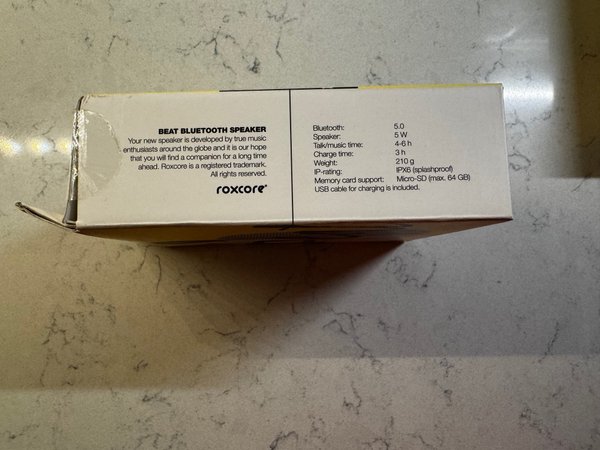 BEAT BLUETOOTH SPEAKER
Your new speaker is developed by true music
enthusiasts around the globe and it is our hope
that you will find a companion for a long time
ahead. Roxcore is a registered trademark.
All rights reserved.
roxcore®
Bluetooth: 5.0
Speaker: 5 W
Talk/music time: 4-6 h
Charge time: 3 h
Weight: 210 g
IP-rating: IPX6 (splashproof)
Memory card support: Micro-SD (max. 64 GB)
USB cable for charging is included.